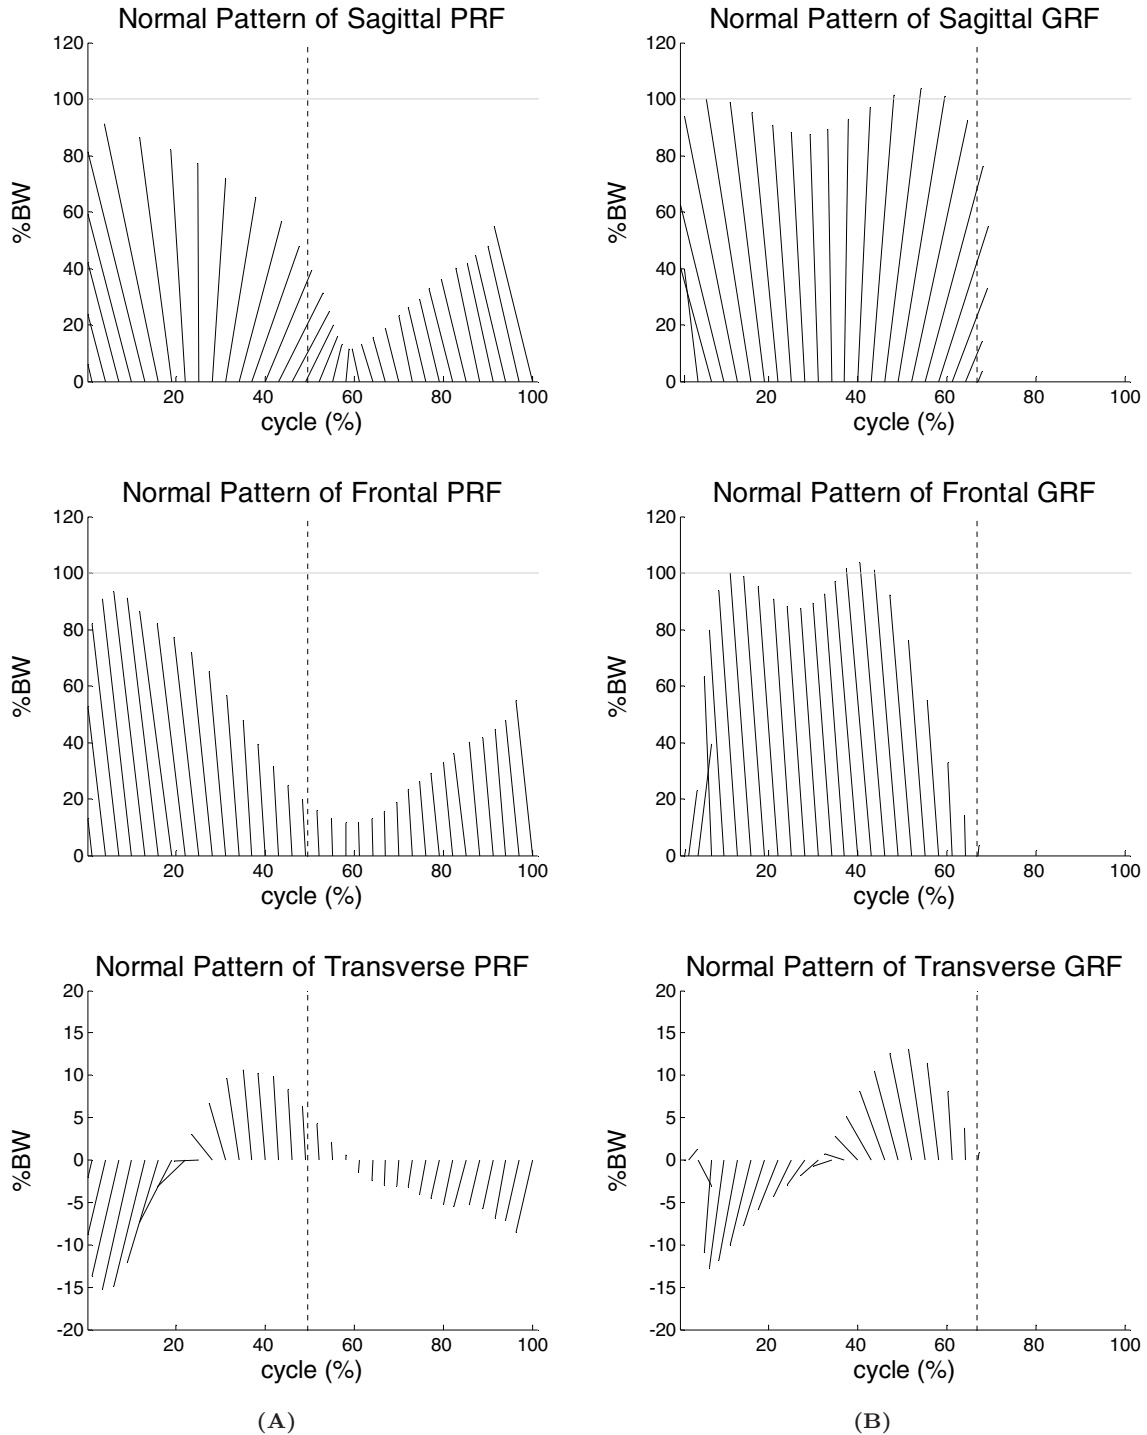 Normal Pattern of Sagittal PRF
120
100
80
60
40
20
0
%BW
20 40 60 80 100
cycle (%)
Normal Pattern of Sagittal GRF
120
100
80
60
40
20
0
%BW
20 40 60 80 100
cycle (%)
Normal Pattern of Frontal PRF
120
100
80
60
40
20
0
%BW
20 40 60 80 100
cycle (%)
Normal Pattern of Frontal GRF
120
100
80
60
40
20
0
%BW
20 40 60 80 100
cycle (%)
Normal Pattern of Transverse PRF
20
15
10
5
0
-5
-10
-15
-20
%BW
20 40 60 80 100
cycle (%)
(A)
Normal Pattern of Transverse GRF
20
15
10
5
0
-5
-10
-15
-20
%BW
20 40 60 80 100
cycle (%)
(B)